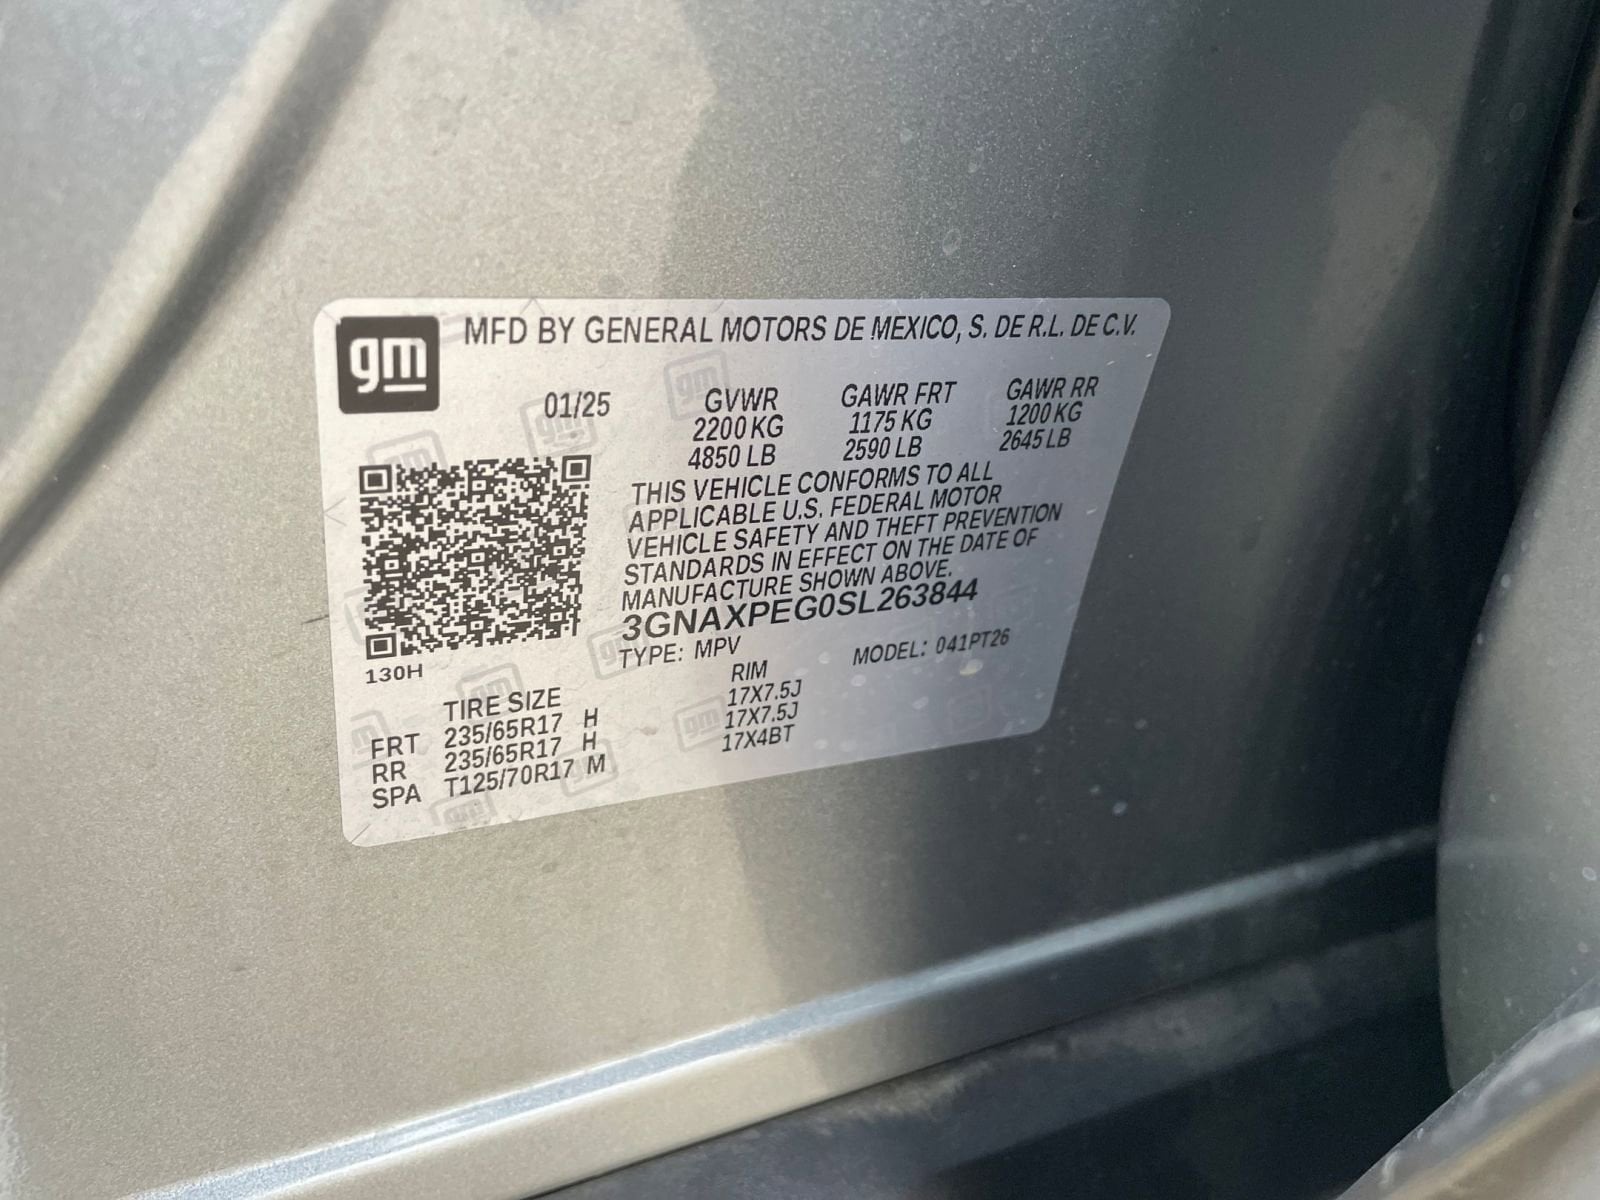 gm
MFD BY GENERAL MOTORS DE MEXICO, S. DE R.L. DE C.V.
01/25 GVWR GAWR FRT GAWR RR
2200 KG 1175 KG 1200 KG
4850 LB 2590 LB 2645 LB
THIS VEHICLE CONFORMS TO ALL
APPLICABLE U.S. FEDERAL MOTOR
VEHICLE SAFETY AND THEFT PREVENTION
STANDARDS IN EFFECT ON THE DATE OF
MANUFACTURE SHOWN ABOVE.
3GNAXPEG0SL263844
TYPE: MPV MODEL: 041PT26
130H
TIRE SIZE RIM
FRT 235/65R17 H 17X7.5J
RR 235/65R17 H 17X7.5J
SPA T125/70R17 M 17X4BT